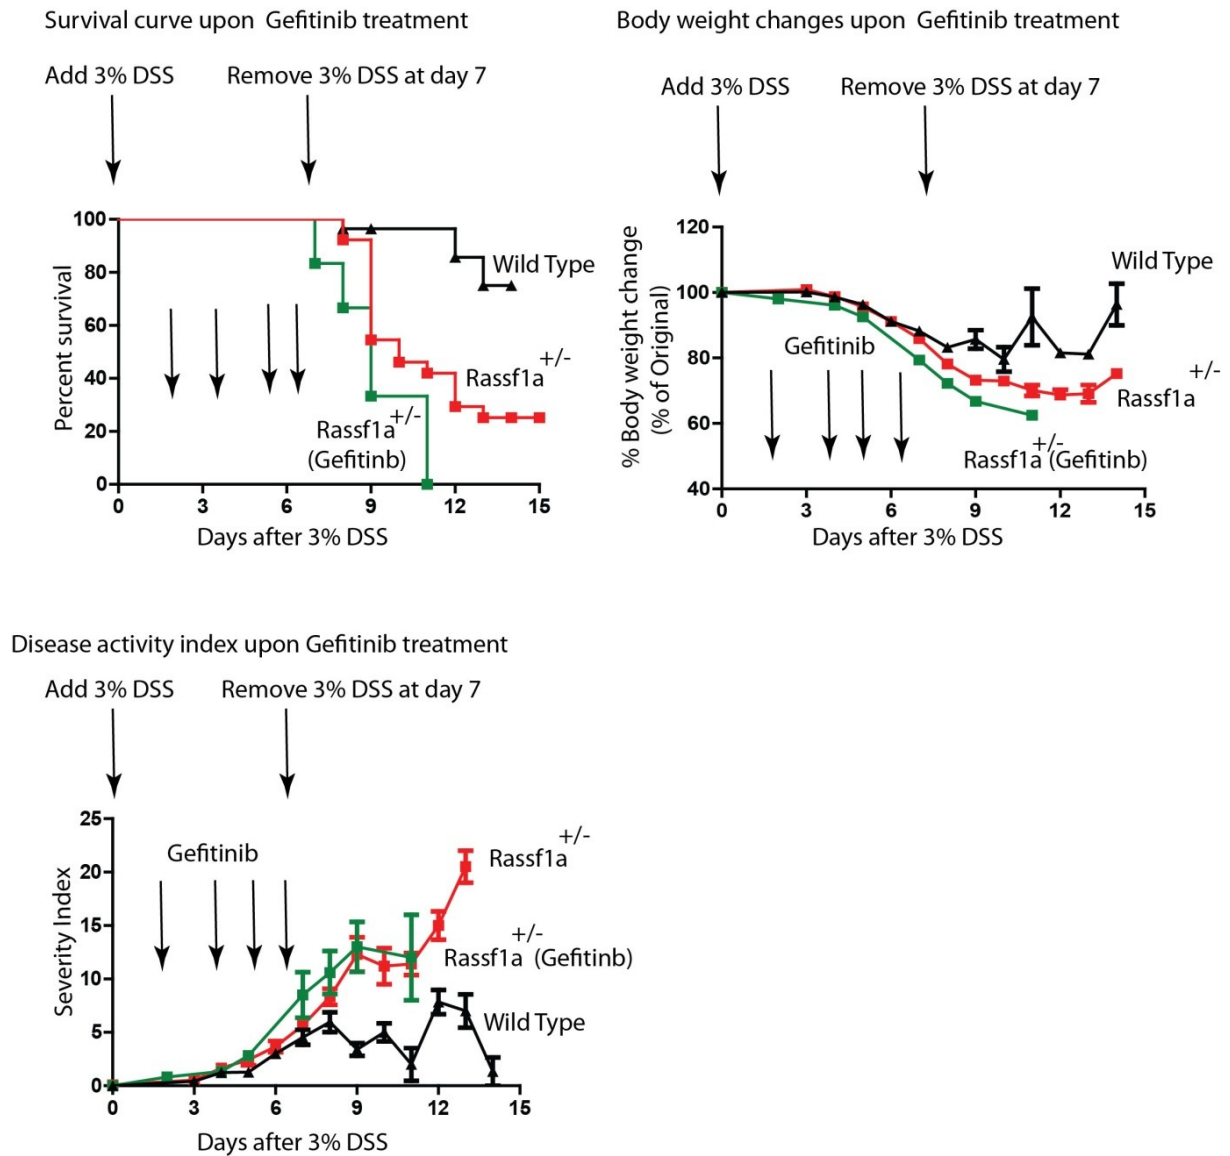 Survival curve upon Gefitinib treatment
Add 3% DSS
Remove 3% DSS at day 7
Percent survival
100
80
60
40
20
0
0
3
6
9
12
15
Days after 3% DSS
Wild Type
Rassf1a +/-
Rassf1a +/-
(Gefitinb)
Body weight changes upon Gefitinib treatment
Add 3% DSS
Remove 3% DSS at day 7
% Body weight change
(% of Original)
120
100
80
60
40
0
3
6
9
12
15
Days after 3% DSS
Gefitinib
Wild Type
Rassf1a +/-
Rassf1a +/- (Gefitinb)
Disease activity index upon Gefitinib treatment
Add 3% DSS
Remove 3% DSS at day 7
Severity Index
25
20
15
10
5
0
0
3
6
9
12
15
Days after 3% DSS
Gefitinib
Rassf1a +/-
Rassf1a +/- (Gefitinb)
Wild Type